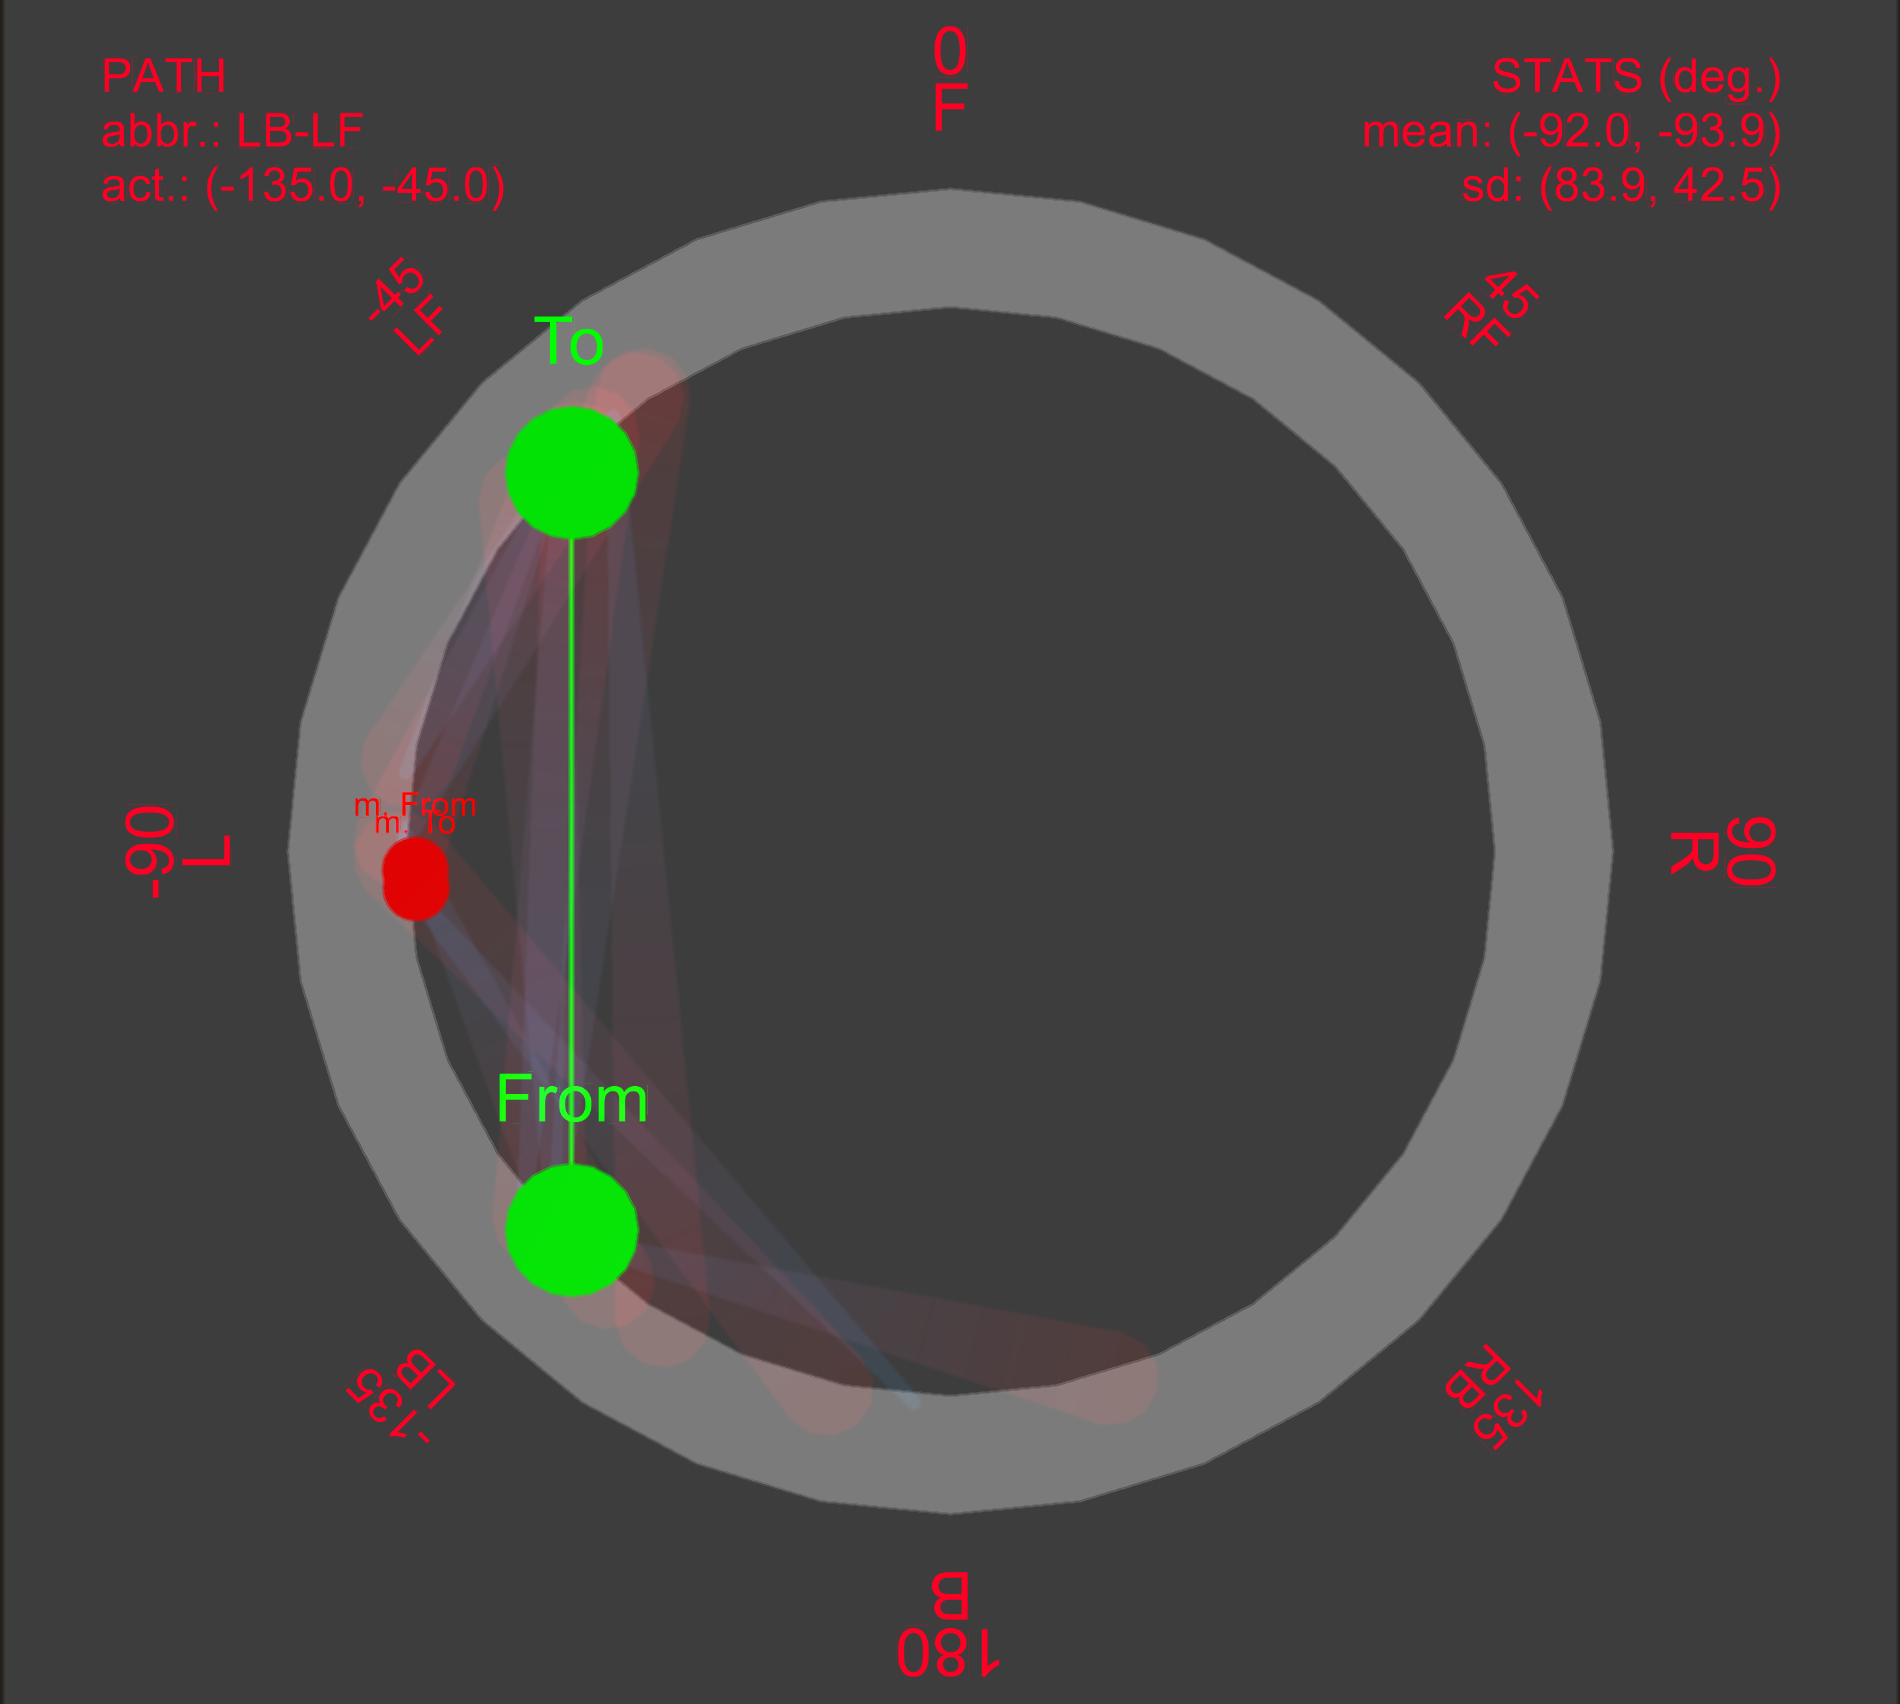 PATH
abbr.: LB-LF
act.: (-135.0, -45.0)
STATS (deg.)
mean: (-92.0, -93.9)
sd: (83.9, 42.5)
0
F
-45
LF
45
RF
To
m. From
m. To
-90
L
90
R
From
LB
-135
135
RB
B
180